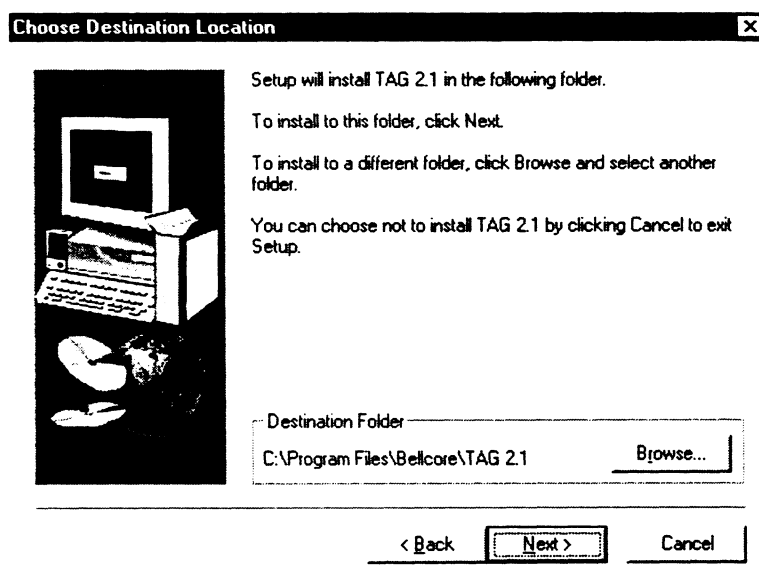 Choose Destination Location
Setup will install TAG 2.1 in the following folder.
To install to this folder, click Next.
To install to a different folder, click Browse and select another
folder.
You can choose not to install TAG 2.1 by clicking Cancel to exit
Setup.
Destination Folder
C:\Program Files\Bellcore\TAG 2.1
Browse...
< Back Next > Cancel